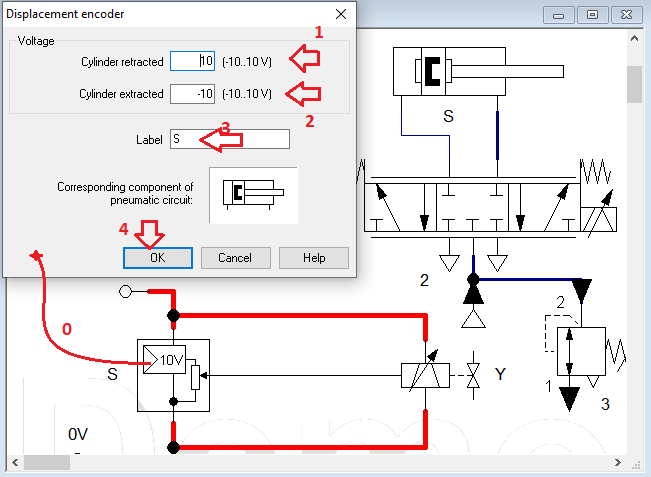 Displacement encoder
Voltage
1
Cylinder retracted 10 (-10..10 V)
Cylinder extracted -10 (-10..10 V)
2
3
Label S
Corresponding component of
pneumatic circuit:
4
OK Cancel Help
0
S
2
2
10V
S
Y
1
3
0V